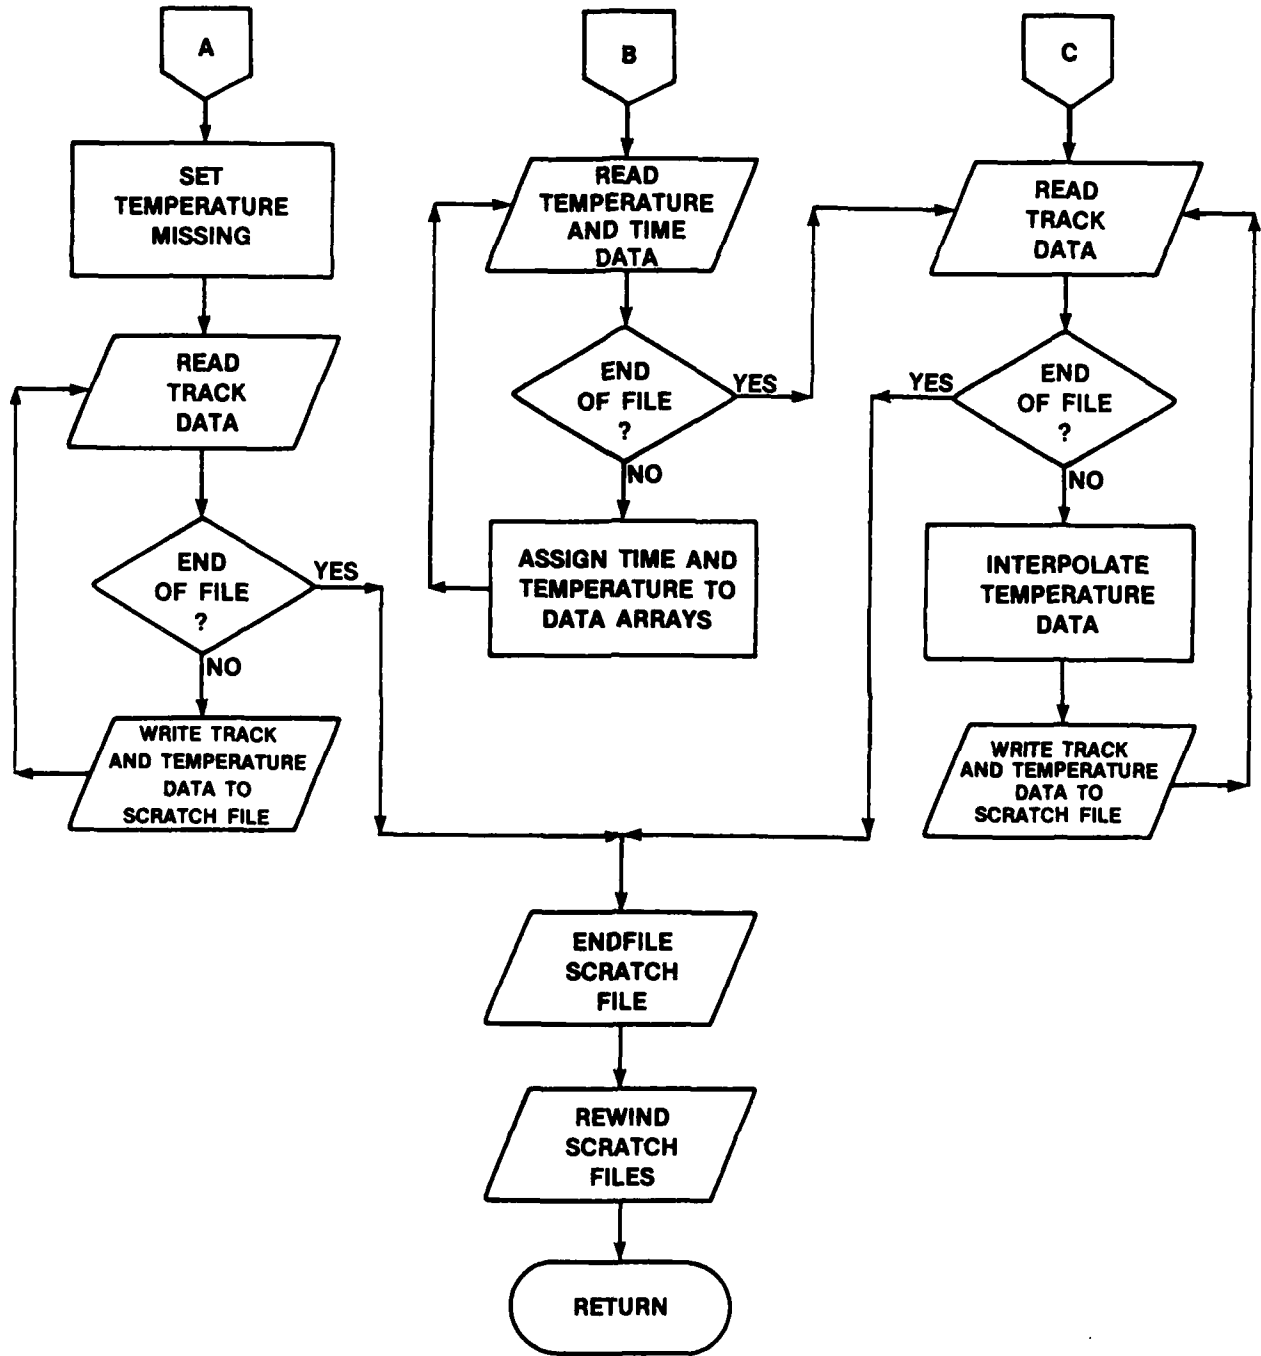 A
SET
TEMPERATURE
MISSING
READ
TRACK
DATA
END
OF FILE
?
YES
NO
WRITE TRACK
AND TEMPERATURE
DATA TO
SCRATCH FILE
B
READ
TEMPERATURE
AND TIME
DATA
END
OF FILE
?
YES
NO
ASSIGN TIME AND
TEMPERATURE TO
DATA ARRAYS
C
READ
TRACK
DATA
YES
END
OF FILE
?
NO
INTERPOLATE
TEMPERATURE
DATA
WRITE TRACK
AND TEMPERATURE
DATA TO
SCRATCH FILE
ENDFILE
SCRATCH
FILE
REWIND
SCRATCH
FILES
RETURN